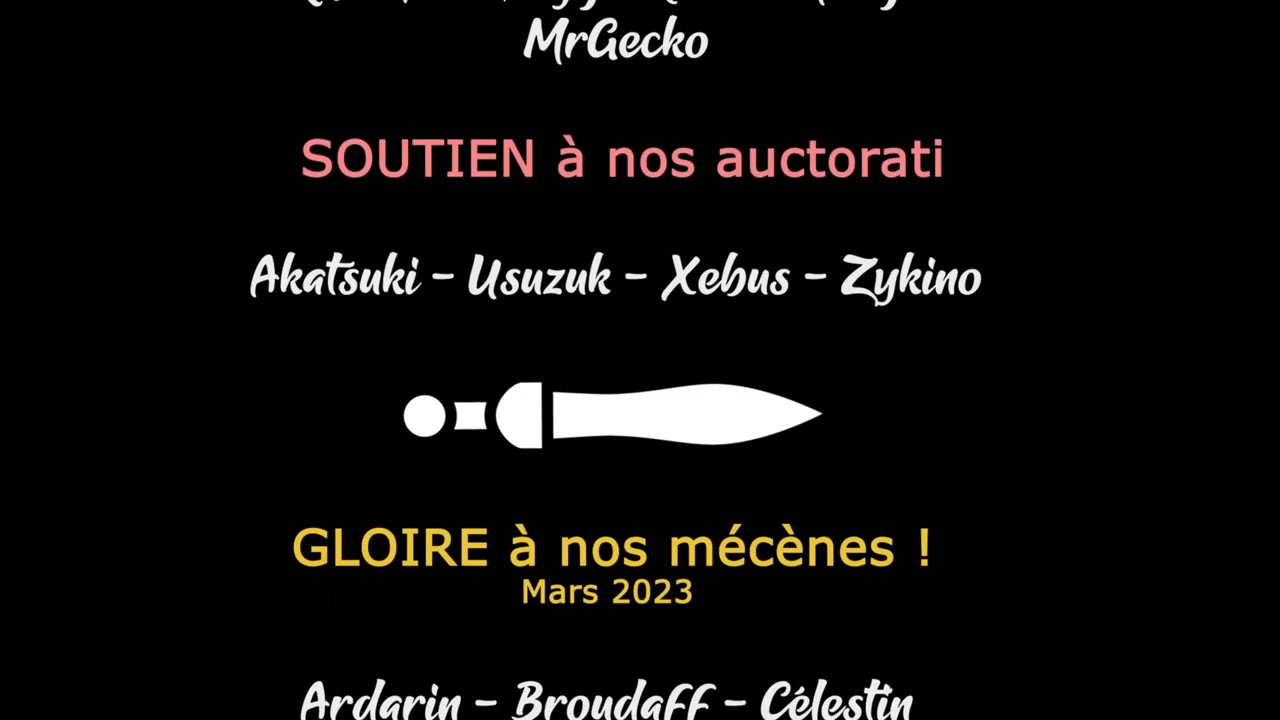 MrGecko
SOUTIEN à nos auctorati
Akatsuki - Usuzuk - Xebus - Zykino
GLOIRE à nos mécènes !
Mars 2023
Ardarin - Broudaff - Célestin